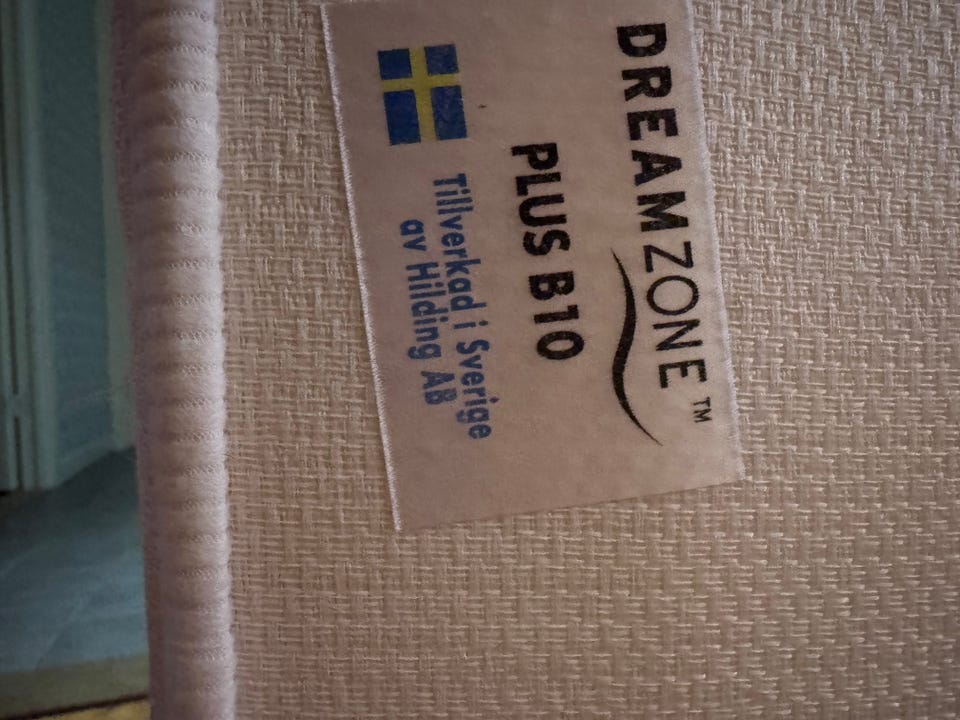 DREAMZONE™
PLUS B10
Tillverkad i Sverige
av Hilding AB